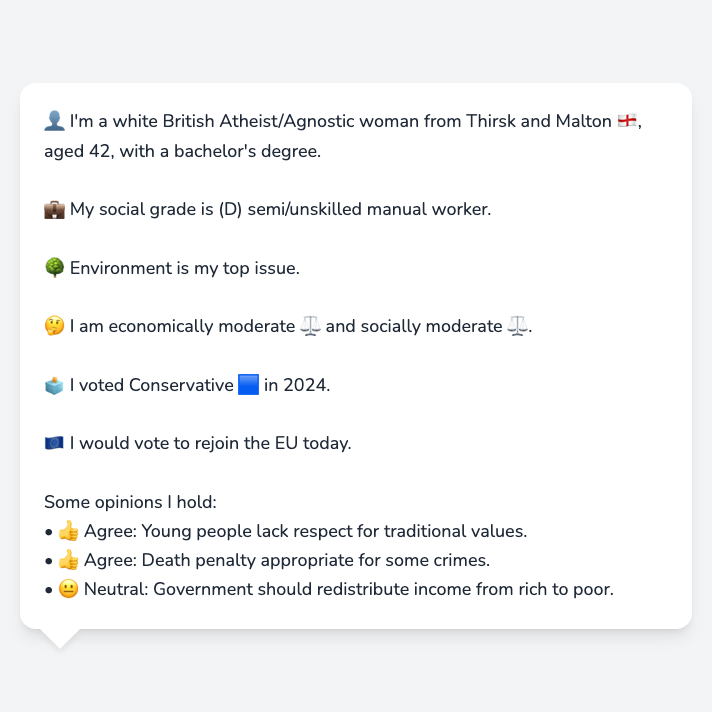 👤 I'm a white British Atheist/Agnostic woman from Thirsk and Malton 🏴󠁧󠁢󠁥󠁮󠁧󠁿,
aged 42, with a bachelor's degree.
💼 My social grade is (D) semi/unskilled manual worker.
🌳 Environment is my top issue.
🤔 I am economically moderate ⚖️ and socially moderate ⚖️.
🗳️ I voted Conservative 🟦 in 2024.
🇪🇺 I would vote to rejoin the EU today.
Some opinions I hold:
• 👍 Agree: Young people lack respect for traditional values.
• 👍 Agree: Death penalty appropriate for some crimes.
• 😐 Neutral: Government should redistribute income from rich to poor.